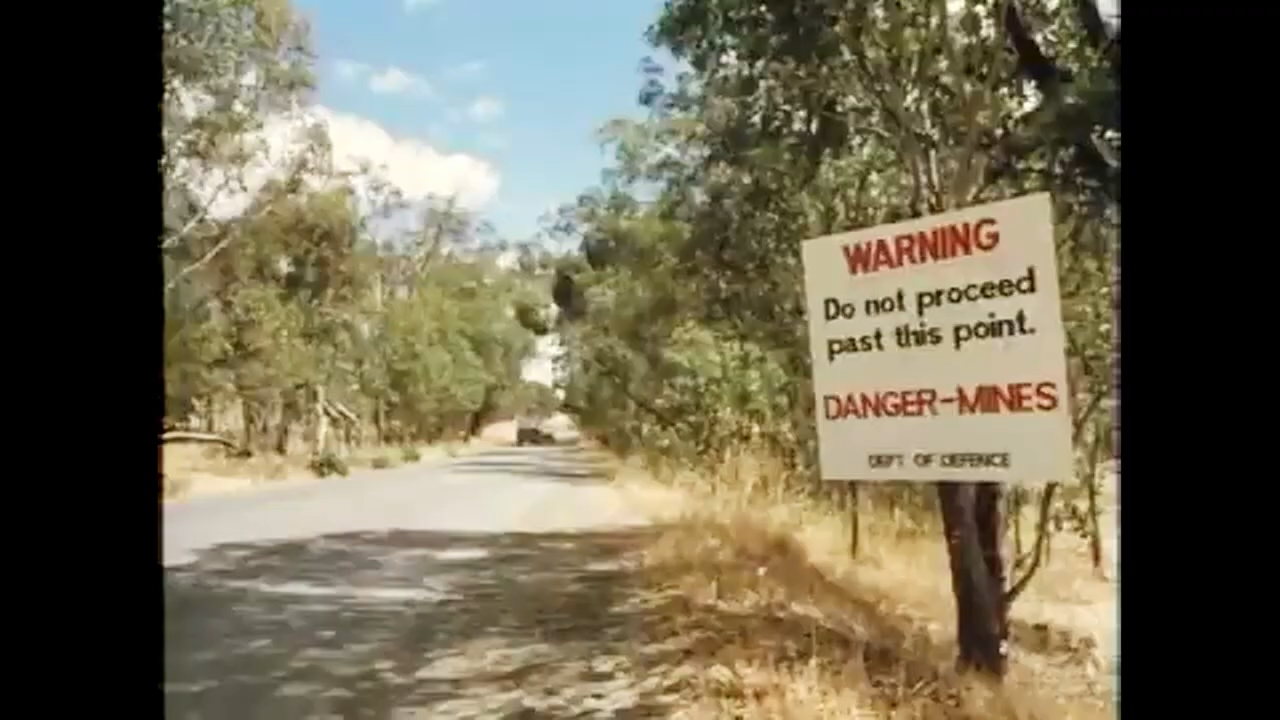 WARNING
Do not proceed
past this point.
DANGER-MINES
DEPT OF DEFENCE